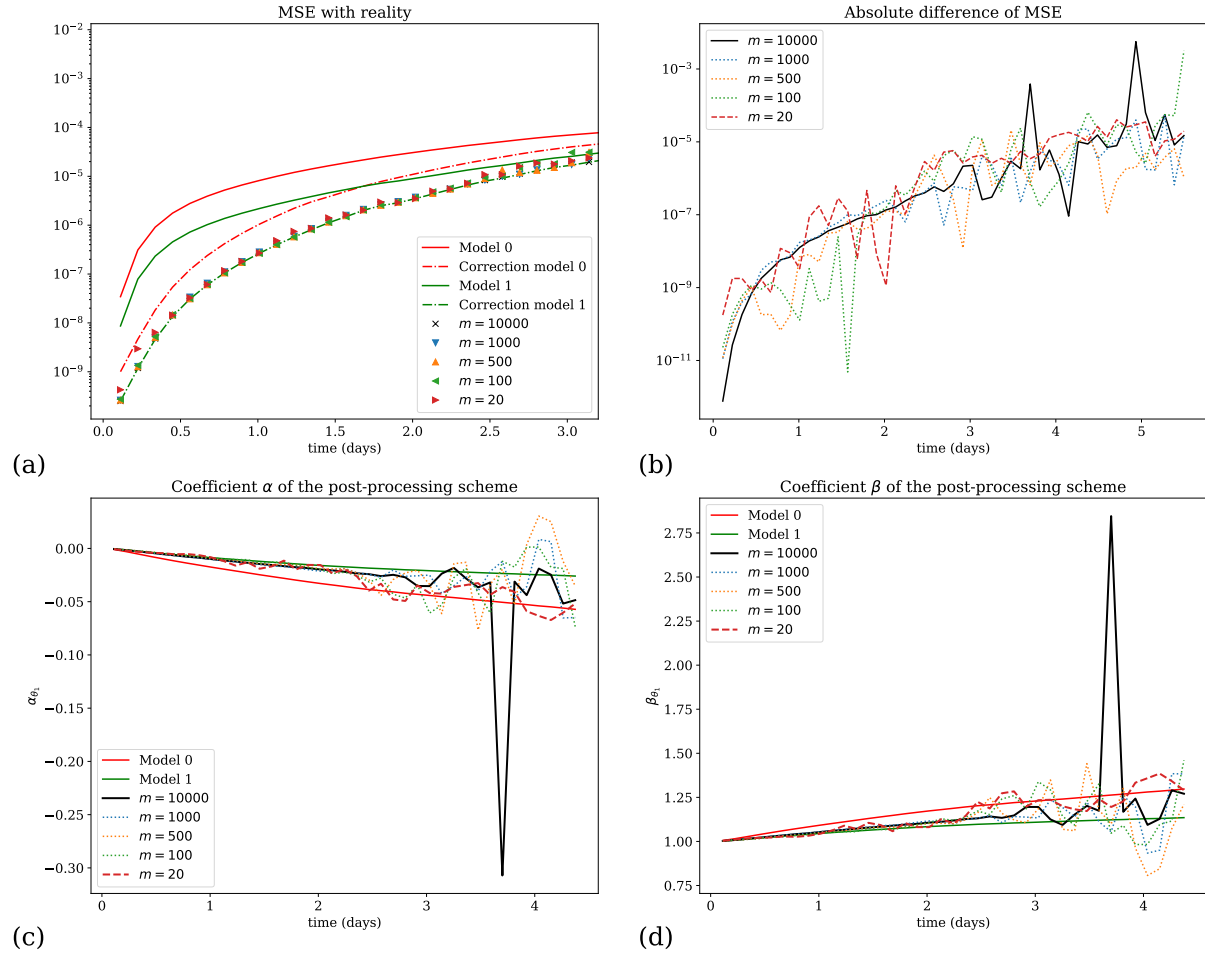 MSE with reality
10⁻²
10⁻³
10⁻⁴
10⁻⁵
10⁻⁶
10⁻⁷
10⁻⁸
10⁻⁹
Model 0
Correction model 0
Model 1
Correction model 1
m = 10000
m = 1000
m = 500
m = 100
m = 20
0.0 0.5 1.0 1.5 2.0 2.5 3.0
time (days)
(a)
Absolute difference of MSE
m = 10000
m = 1000
m = 500
m = 100
m = 20
10⁻³
10⁻⁵
10⁻⁷
10⁻⁹
10⁻¹¹
0 1 2 3 4 5
time (days)
(b)
Coefficient α of the post-processing scheme
0.00
−0.05
−0.10
−0.15
−0.20
−0.25
−0.30
α_θ₁
Model 0
Model 1
m = 10000
m = 1000
m = 500
m = 100
m = 20
0 1 2 3 4
time (days)
(c)
Coefficient β of the post-processing scheme
Model 0
Model 1
m = 10000
m = 1000
m = 500
m = 100
m = 20
2.75
2.50
2.25
2.00
1.75
1.50
1.25
1.00
0.75
β_θ₁
0 1 2 3 4
time (days)
(d)